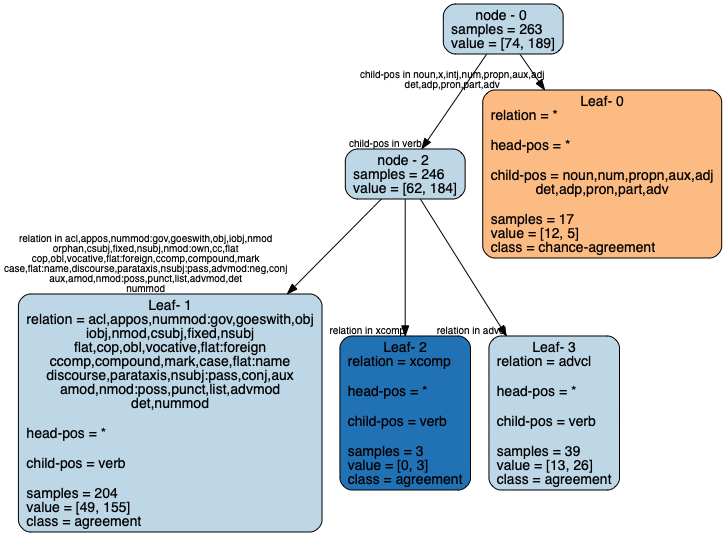 node - 0
samples = 263
value = [74, 189]
child-pos in noun,x,intj,num,propn,aux,adj
det,adp,pron,part,adv
Leaf- 0
relation = *
head-pos = *
child-pos = noun,num,propn,aux,adj
det,adp,pron,part,adv
samples = 17
value = [12, 5]
class = chance-agreement
child-pos in verb
node - 2
samples = 246
value = [62, 184]
relation in acl,appos,nummod:gov,goeswith,obj,iobj,nmod
orphan,csubj,fixed,nsubj,nmod:own,cc,flat
cop,obl,vocative,flat:foreign,ccomp,compound,mark
case,flat:name,discourse,parataxis,nsubj:pass,advmod:neg,conj
aux,amod,nmod:poss,punct,list,advmod,det
nummod
Leaf- 1
relation = acl,appos,nummod:gov,goeswith,obj
iobj,nmod,csubj,fixed,nsubj
flat,cop,obl,vocative,flat:foreign
ccomp,compound,mark,case,flat:name
discourse,parataxis,nsubj:pass,conj,aux
amod,nmod:poss,punct,list,advmod
det,nummod
head-pos = *
child-pos = verb
samples = 204
value = [49, 155]
class = agreement
relation in xcomp
Leaf- 2
relation = xcomp
head-pos = *
child-pos = verb
samples = 3
value = [0, 3]
class = agreement
relation in advcl
Leaf- 3
relation = advcl
head-pos = *
child-pos = verb
samples = 39
value = [13, 26]
class = agreement